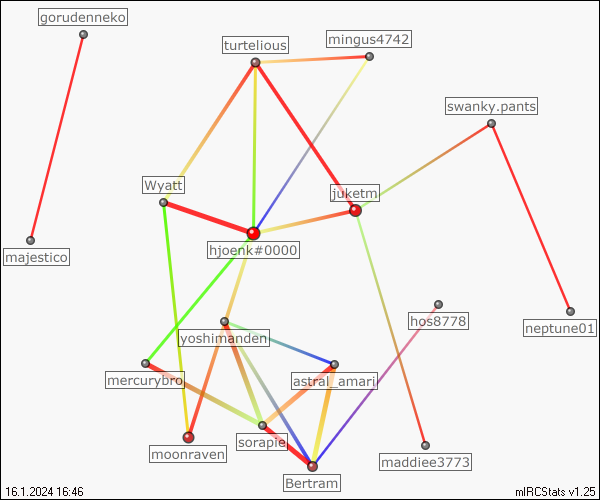 gorudenneko
mingus4742
turtelious
swanky.pants
Wyatt
juketm
hjoenk#0000
majestico
hos8778
neptune01
yoshimanden
mercurybro
astral_amari
sorapie
moonraven
maddiee3773
Bertram
16.1.2024 16:46
mIRCStats v1.25